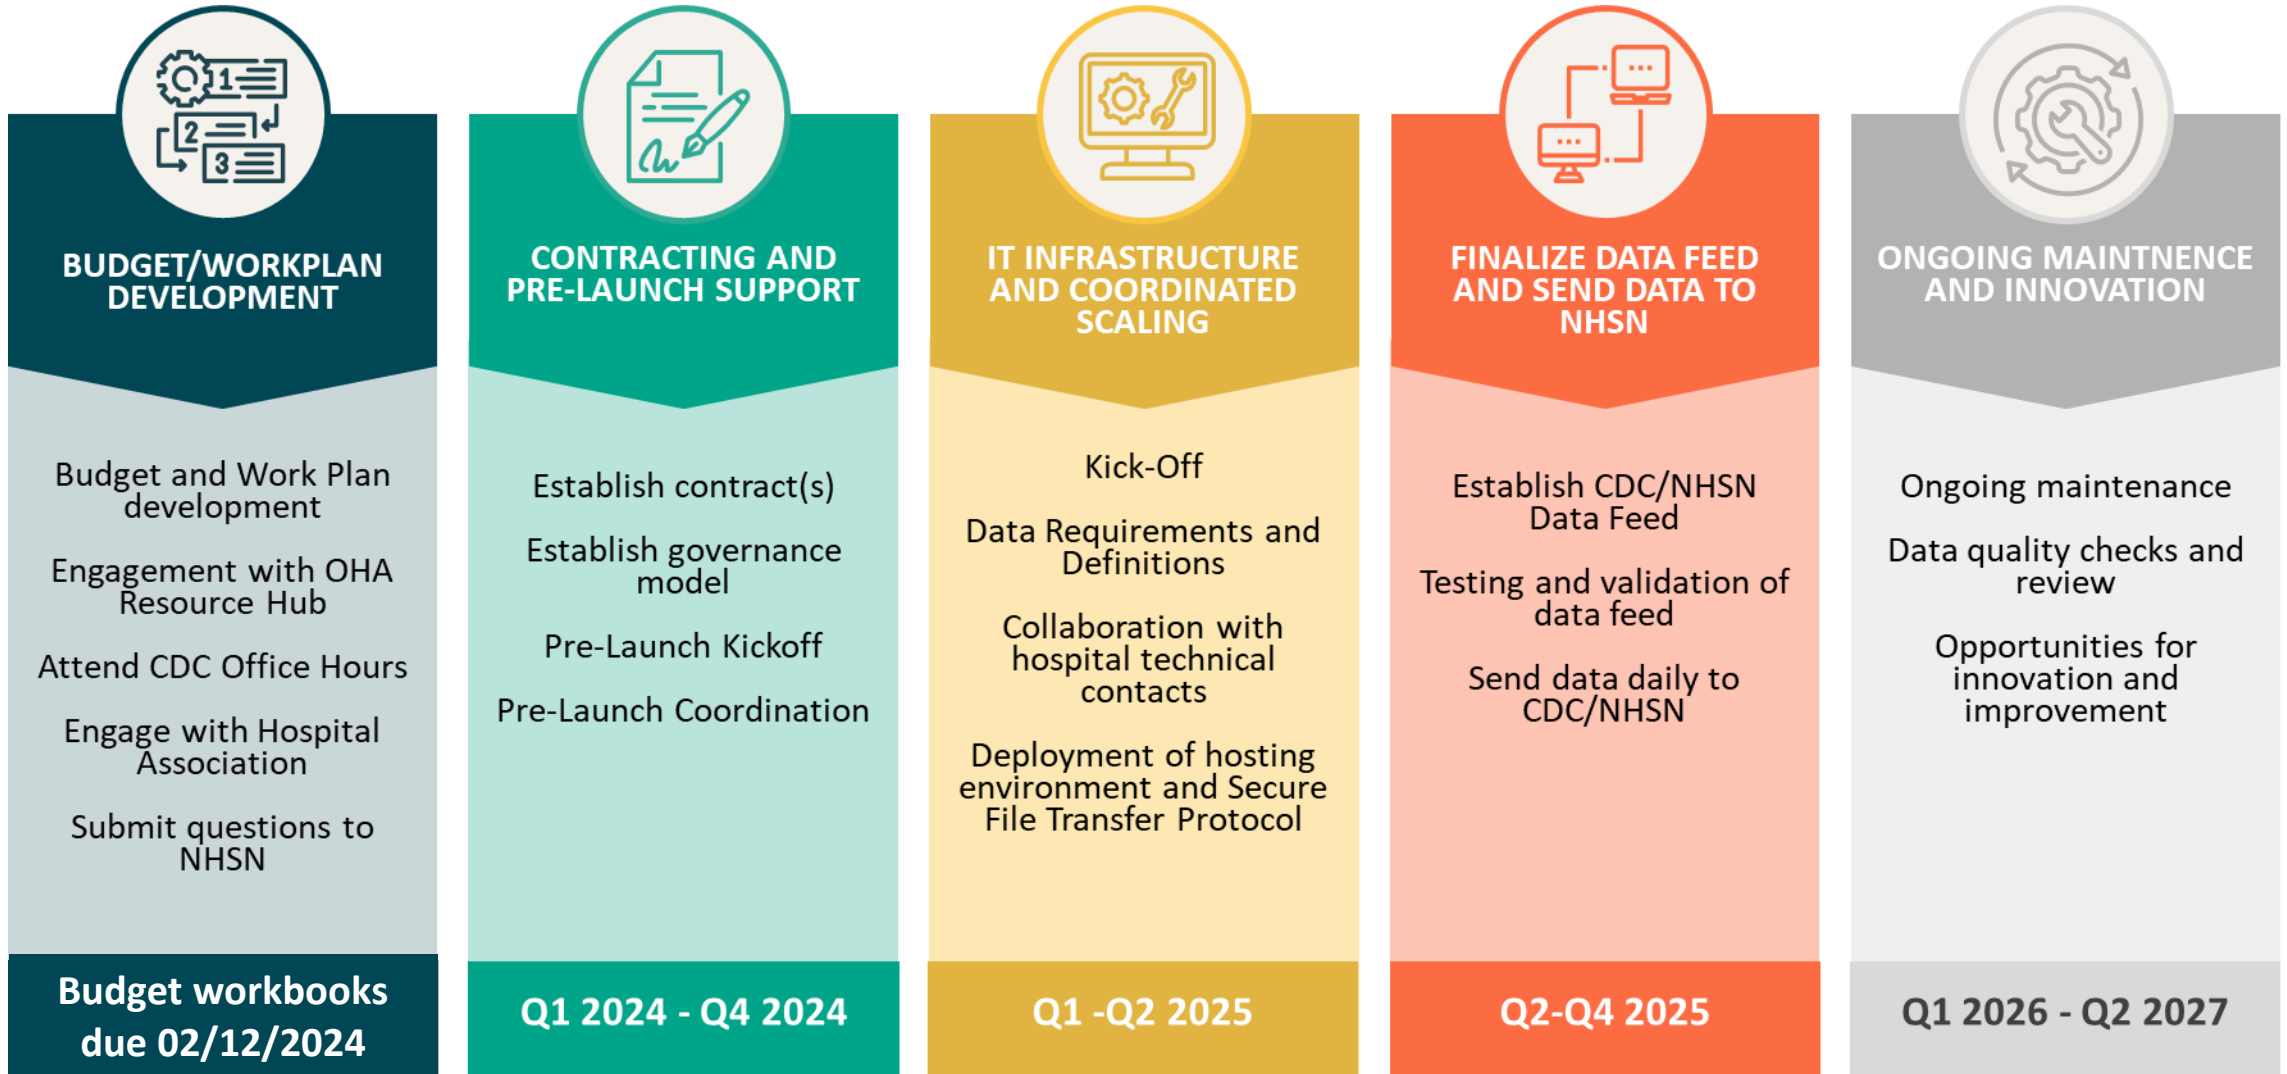 1
2
3
BUDGET/WORKPLAN
DEVELOPMENT
Budget and Work Plan
development
Engagement with OHA
Resource Hub
Attend CDC Office Hours
Engage with Hospital
Association
Submit questions to
NHSN
Budget workbooks
due 02/12/2024
CONTRACTING AND
PRE-LAUNCH SUPPORT
Establish contract(s)
Establish governance
model
Pre-Launch Kickoff
Pre-Launch Coordination
Q1 2024 - Q4 2024
IT INFRASTRUCTURE
AND COORDINATED
SCALING
Kick-Off
Data Requirements and
Definitions
Collaboration with
hospital technical
contacts
Deployment of hosting
environment and Secure
File Transfer Protocol
Q1 -Q2 2025
FINALIZE DATA FEED
AND SEND DATA TO
NHSN
Establish CDC/NHSN
Data Feed
Testing and validation of
data feed
Send data daily to
CDC/NHSN
Q2-Q4 2025
ONGOING MAINTNENCE
AND INNOVATION
Ongoing maintenance
Data quality checks and
review
Opportunities for
innovation and
improvement
Q1 2026 - Q2 2027